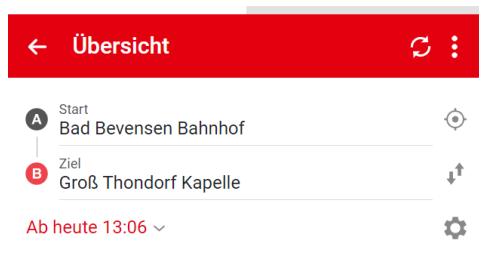 Übersicht
A
Start
Bad Bevensen Bahnhof
B
Ziel
Groß Thondorf Kapelle
Ab heute 13:06